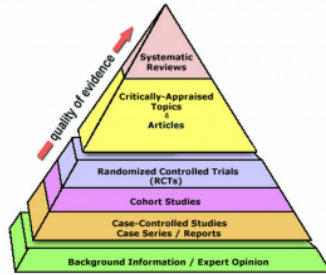 quality of evidence
Systematic
Reviews
Critically-Appraised
Topics
&
Articles
Randomized Controlled Trials
(RCTs)
Cohort Studies
Case-Controlled Studies
Case Series / Reports
Background Information / Expert Opinion